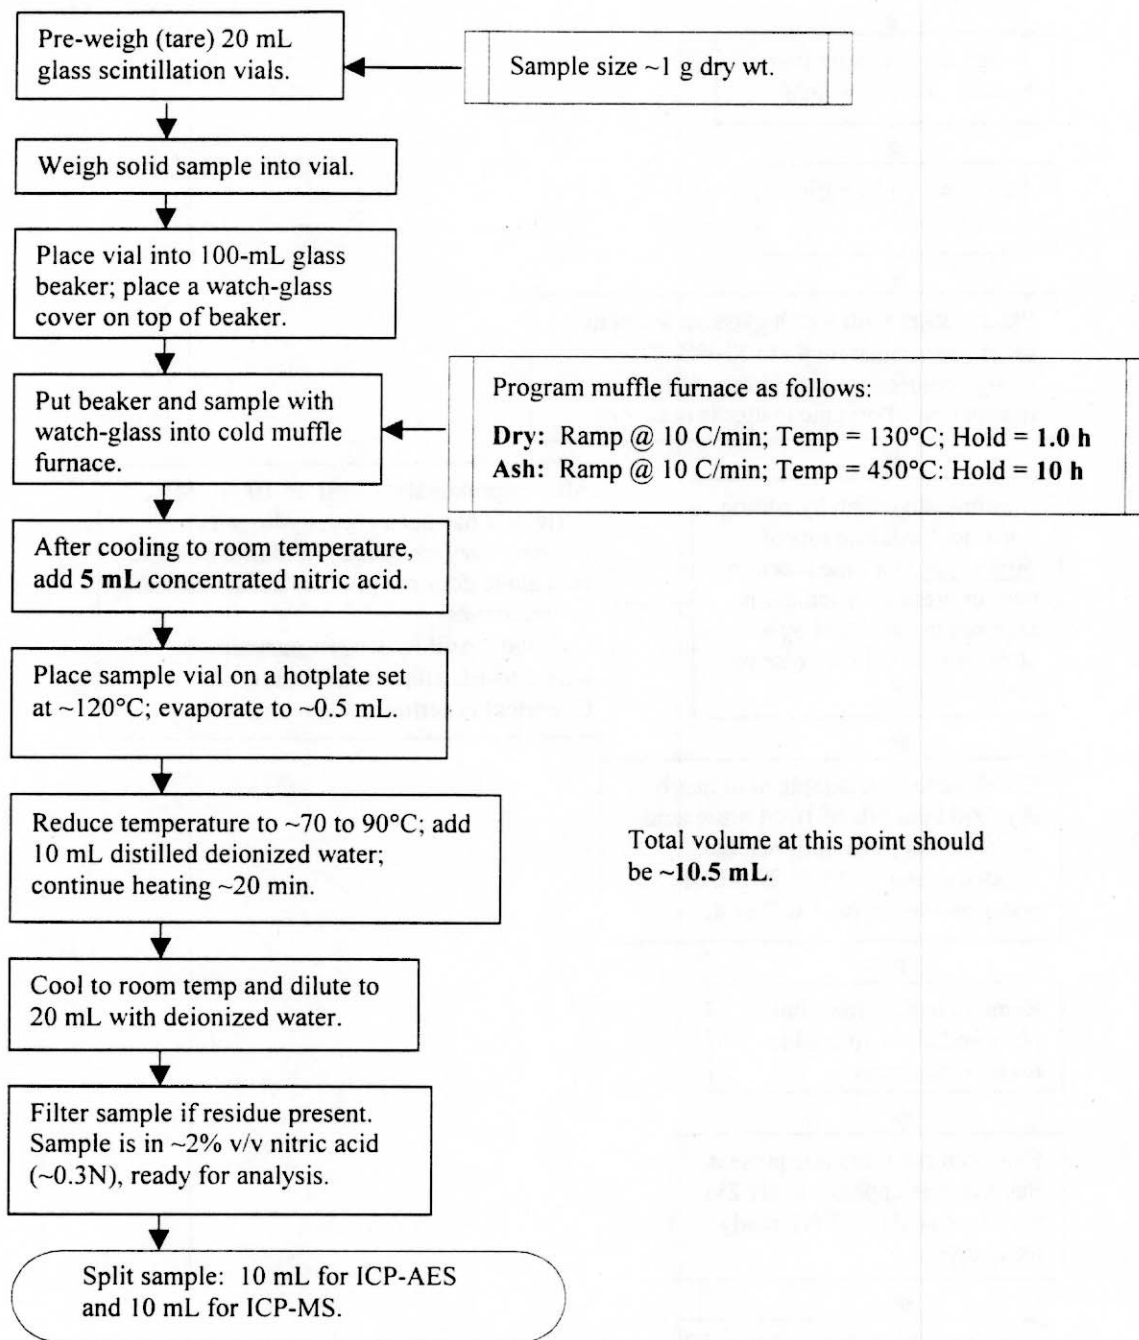 Pre-weigh (tare) 20 mL
glass scintillation vials.
Sample size ~1 g dry wt.
Weigh solid sample into vial.
Place vial into 100-mL glass
beaker; place a watch-glass
cover on top of beaker.
Put beaker and sample with
watch-glass into cold muffle
furnace.
Program muffle furnace as follows:
Dry: Ramp @ 10 C/min; Temp = 130°C; Hold = 1.0 h
Ash: Ramp @ 10 C/min; Temp = 450°C; Hold = 10 h
After cooling to room temperature,
add 5 mL concentrated nitric acid.
Place sample vial on a hotplate set
at ~120°C; evaporate to ~0.5 mL.
Reduce temperature to ~70 to 90°C; add
10 mL distilled deionized water;
continue heating ~20 min.
Total volume at this point should
be ~10.5 mL.
Cool to room temp and dilute to
20 mL with deionized water.
Filter sample if residue present.
Sample is in ~2% v/v nitric acid
(~0.3N), ready for analysis.
Split sample: 10 mL for ICP-AES
and 10 mL for ICP-MS.